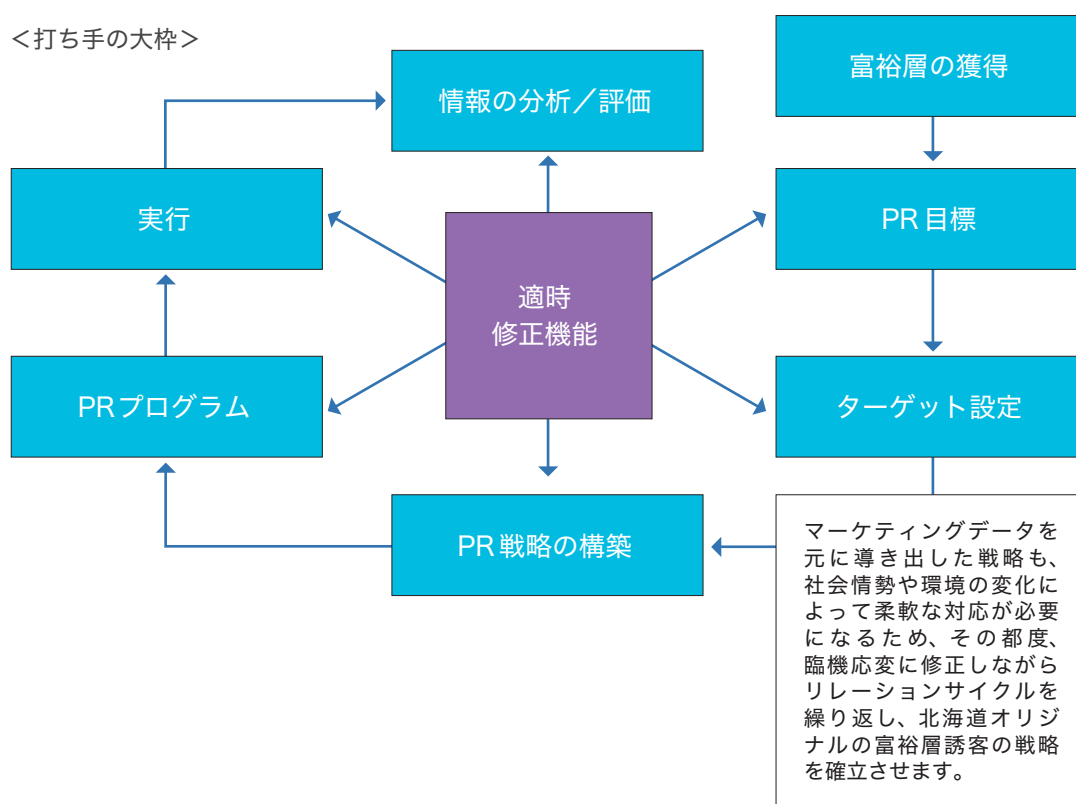 ＜打ち手の大枠＞
富裕層の獲得
情報の分析／評価
実行
PR目標
適時
修正機能
PRプログラム
ターゲット設定
PR戦略の構築
マーケティングデータを
元に導き出した戦略も、
社会情勢や環境の変化に
よって柔軟な対応が必要
になるため、その都度、
臨機応変に修正しながら
リレーションサイクルを
繰り返し、北海道オリジ
ナルの富裕層誘客の戦略
を確立させます。